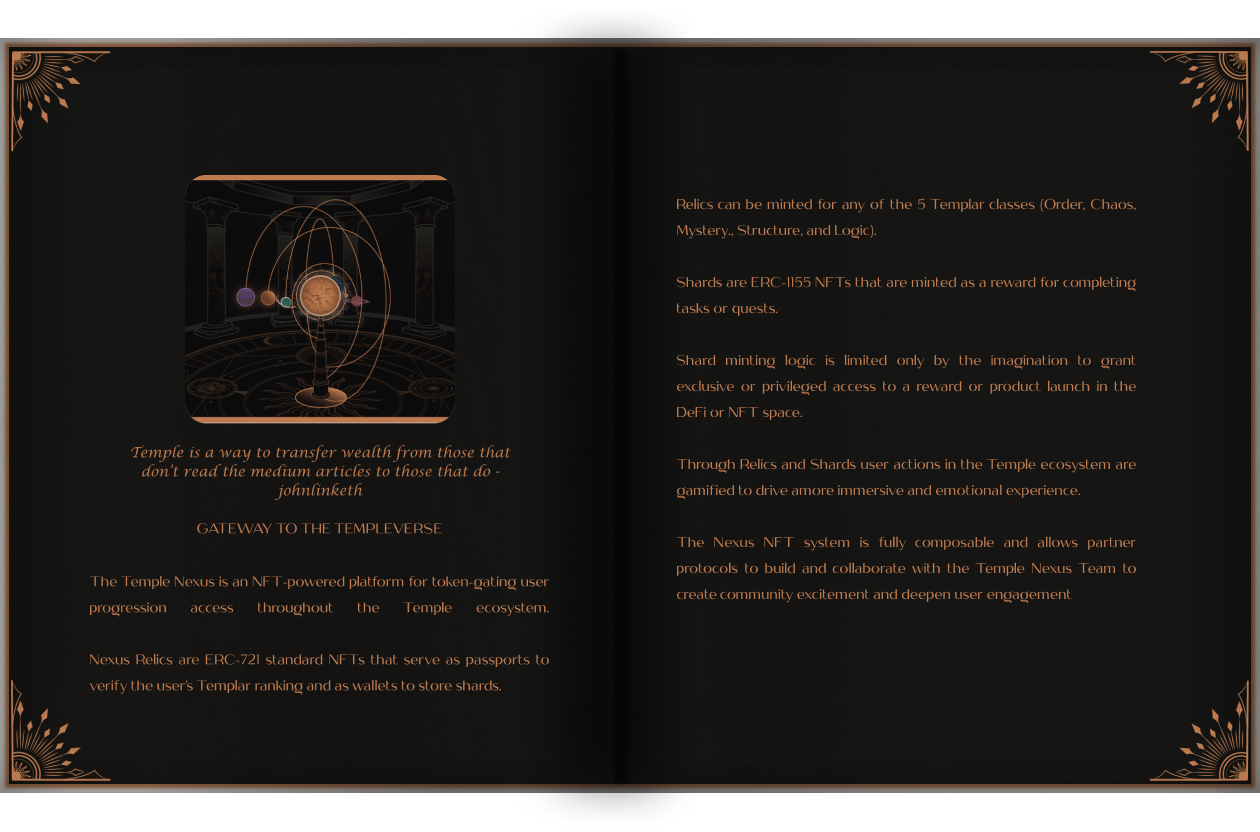 Temple is a way to transfer wealth from those that
don't read the medium articles to those that do -
johnlinketh
GATEWAY TO THE TEMPLEVERSE
The Temple Nexus is an NFT-powered platform for token-gating user
progression access throughout the Temple ecosystem.
Nexus Relics are ERC-721 standard NFTs that serve as passports to
verify the user's Templar ranking and as wallets to store shards.
Relics can be minted for any of the 5 Templar classes (Order, Chaos,
Mystery., Structure, and Logic).
Shards are ERC-1155 NFTs that are minted as a reward for completing
tasks or quests.
Shard minting logic is limited only by the imagination to grant
exclusive or privileged access to a reward or product launch in the
DeFi or NFT space.
Through Relics and Shards user actions in the Temple ecosystem are
gamified to drive amore immersive and emotional experience.
The Nexus NFT system is fully composable and allows partner
protocols to build and collaborate with the Temple Nexus Team to
create community excitement and deepen user engagement